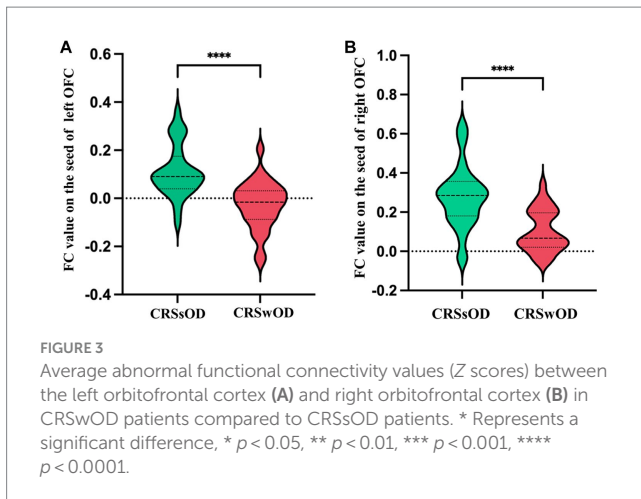 A
B
****
****
FC value on the seed of left OFC
0.6
0.4
0.2
0.0
-0.2
-0.4
CRSsOD
CRSwOD
FC value on the seed of right OFC
1.0
0.8
0.6
0.4
0.2
0.0
-0.2
CRSsOD
CRSwOD
FIGURE 3
Average abnormal functional connectivity values (Z scores) between
the left orbitofrontal cortex (A) and right orbitofrontal cortex (B) in
CRSwOD patients compared to CRSsOD patients. * Represents a
significant difference, * p < 0.05, ** p < 0.01, *** p < 0.001, ****
p < 0.0001.